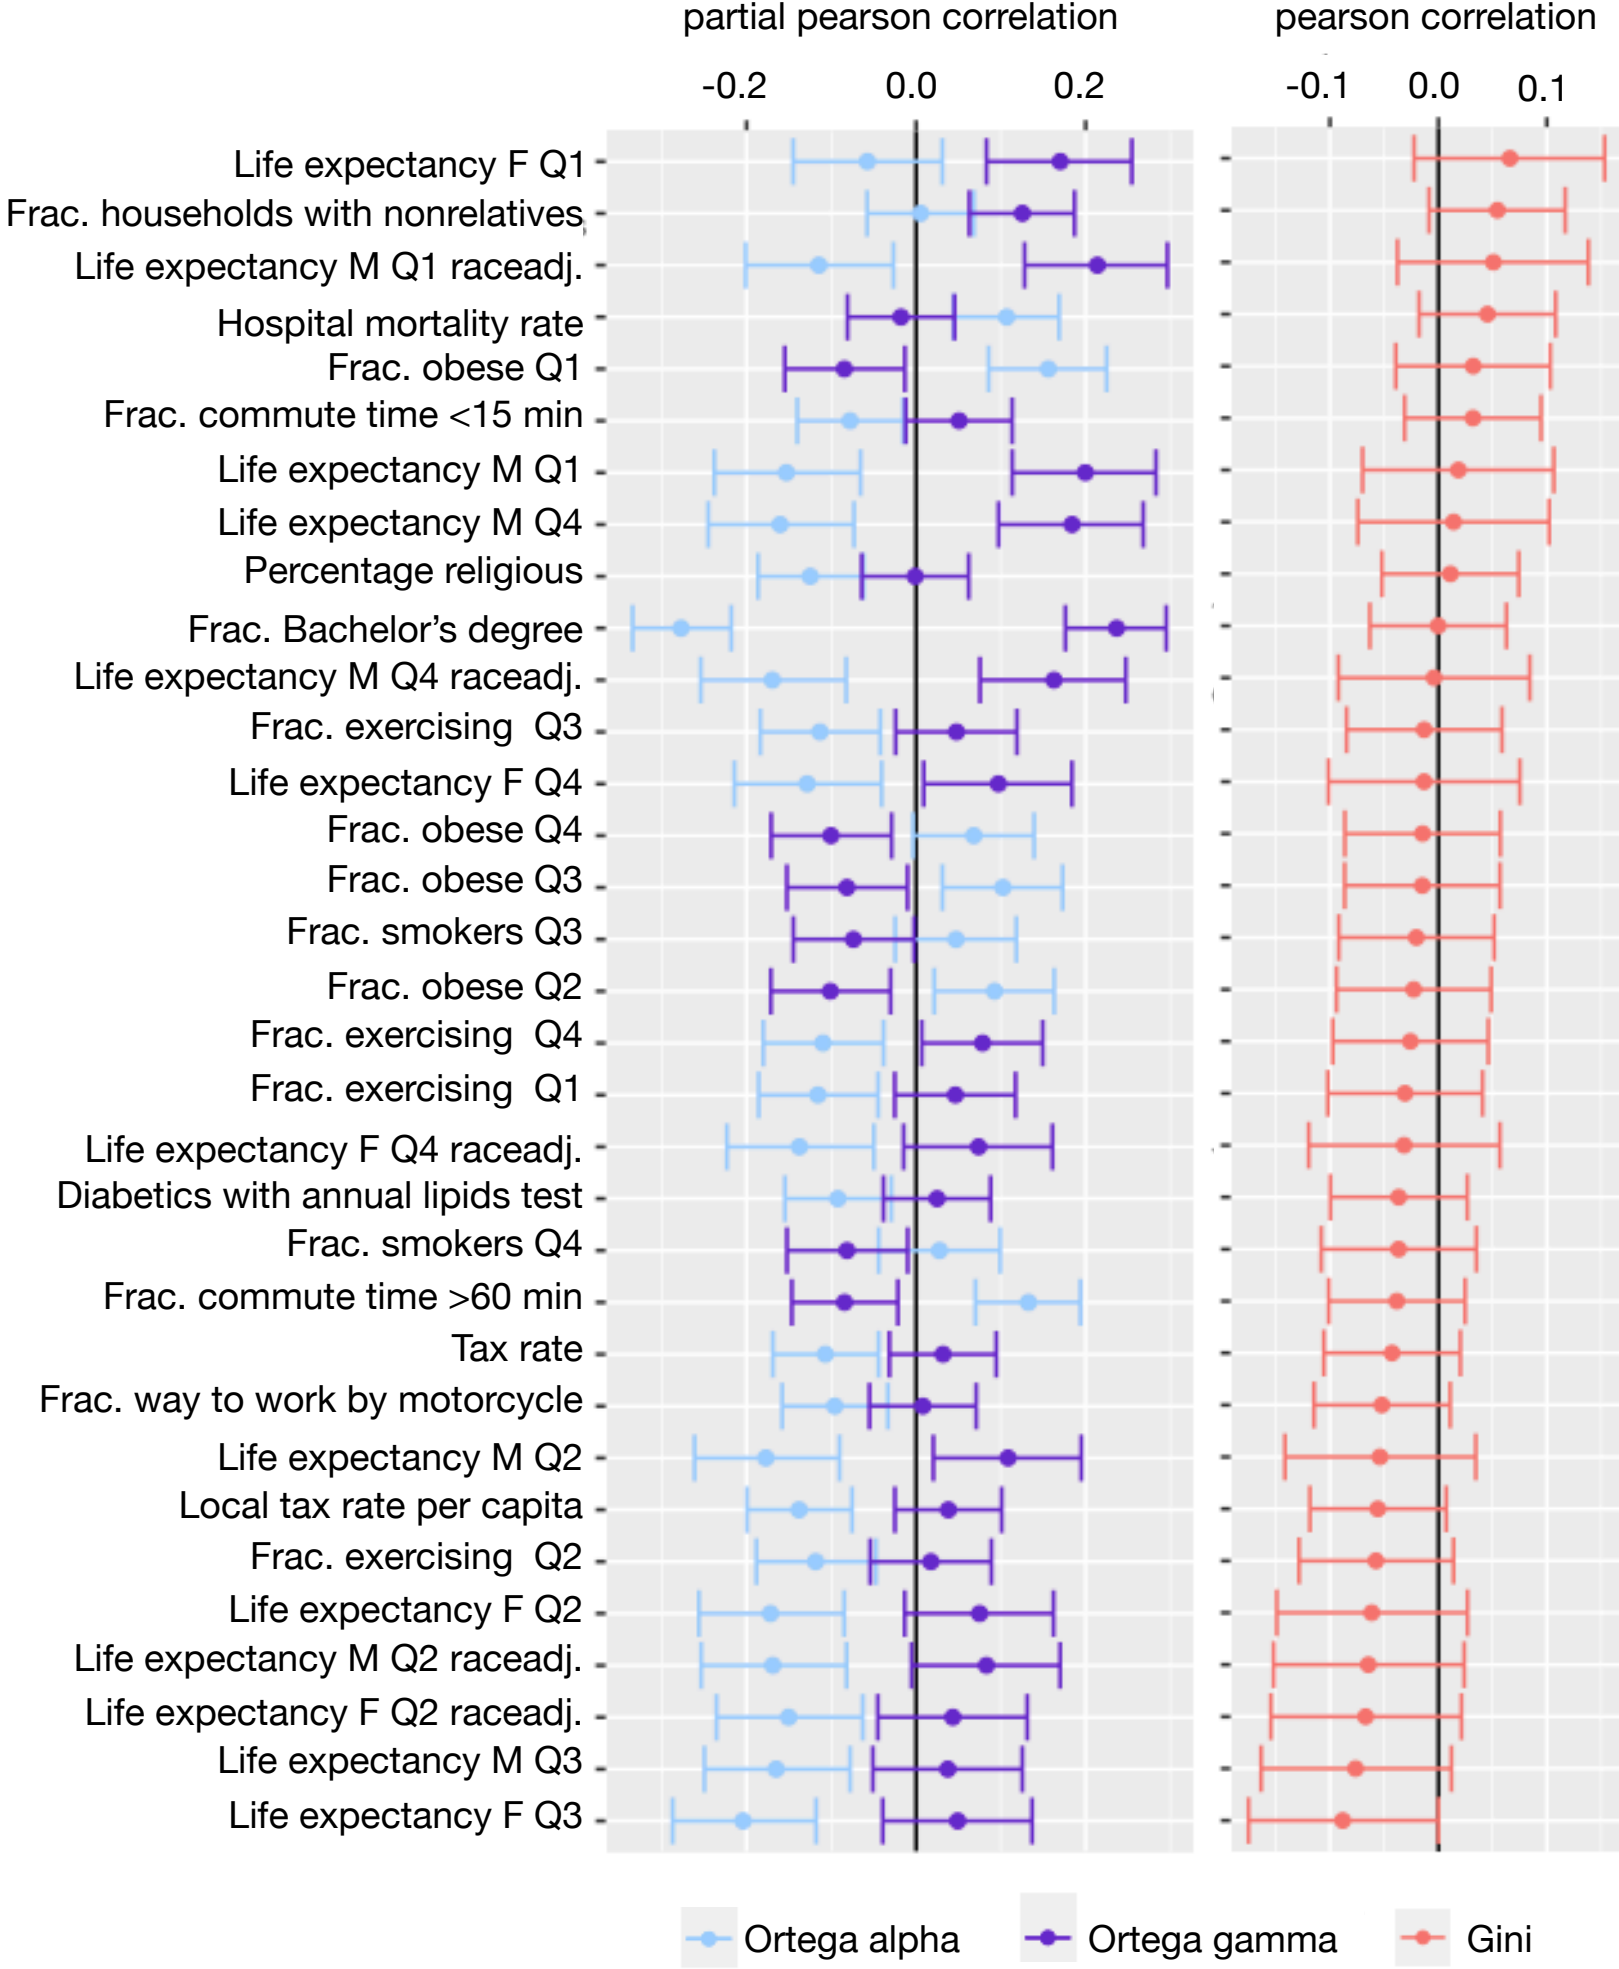 partial pearson correlation pearson correlation
-0.2 0.0 0.2 -0.1 0.0 0.1
Life expectancy F Q1
Frac. households with nonrelatives
Life expectancy M Q1 raceadj.
Hospital mortality rate
Frac. obese Q1
Frac. commute time <15 min
Life expectancy M Q1
Life expectancy M Q4
Percentage religious
Frac. Bachelor’s degree
Life expectancy M Q4 raceadj.
Frac. exercising Q3
Life expectancy F Q4
Frac. obese Q4
Frac. obese Q3
Frac. smokers Q3
Frac. obese Q2
Frac. exercising Q4
Frac. exercising Q1
Life expectancy F Q4 raceadj.
Diabetics with annual lipids test
Frac. smokers Q4
Frac. commute time >60 min
Tax rate
Frac. way to work by motorcycle
Life expectancy M Q2
Local tax rate per capita
Frac. exercising Q2
Life expectancy F Q2
Life expectancy M Q2 raceadj.
Life expectancy F Q2 raceadj.
Life expectancy M Q3
Life expectancy F Q3
Ortega alpha Ortega gamma Gini